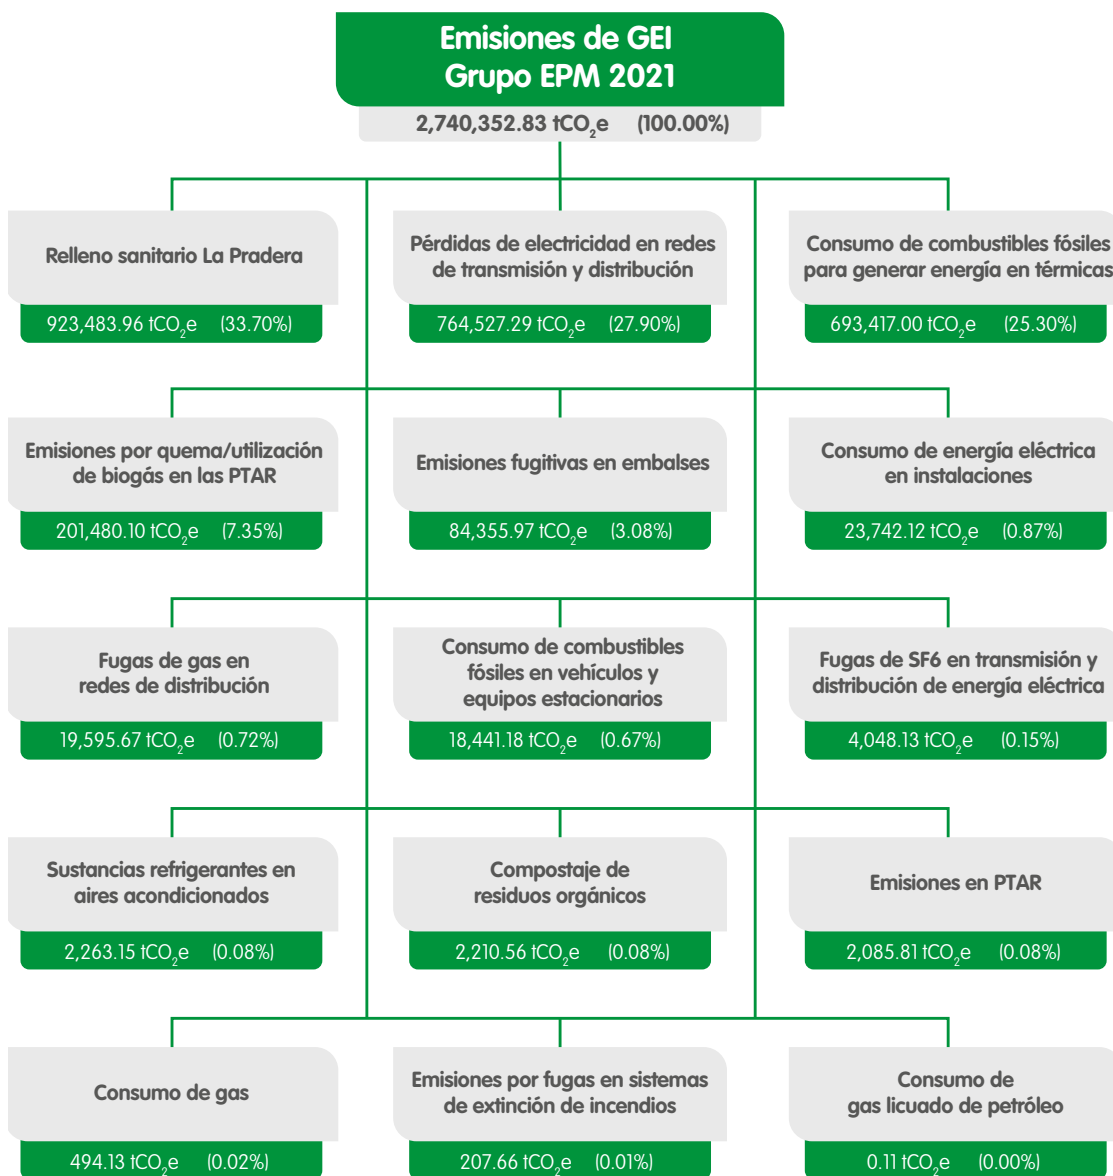 Emisiones de GEI
Grupo EPM 2021
2,740,352.83 tCO₂e (100.00%)
Relleno sanitario La Pradera
923,483.96 tCO₂e (33.70%)
Pérdidas de electricidad en redes
de transmisión y distribución
764,527.29 tCO₂e (27.90%)
Consumo de combustibles fósiles
para generar energía en térmicas
693,417.00 tCO₂e (25.30%)
Emisiones por quema/utilización
de biogás en las PTAR
201,480.10 tCO₂e (7.35%)
Emisiones fugitivas en embalses
84,355.97 tCO₂e (3.08%)
Consumo de energía eléctrica
en instalaciones
23,742.12 tCO₂e (0.87%)
Fugas de gas en
redes de distribución
19,595.67 tCO₂e (0.72%)
Consumo de combustibles
fósiles en vehículos y
equipos estacionarios
18,441.18 tCO₂e (0.67%)
Fugas de SF6 en transmisión y
distribución de energía eléctrica
4,048.13 tCO₂e (0.15%)
Sustancias refrigerantes en
aires acondicionados
2,263.15 tCO₂e (0.08%)
Compostaje de
residuos orgánicos
2,210.56 tCO₂e (0.08%)
Emisiones en PTAR
2,085.81 tCO₂e (0.08%)
Consumo de gas
494.13 tCO₂e (0.02%)
Emisiones por fugas en sistemas
de extinción de incendios
207.66 tCO₂e (0.01%)
Consumo de
gas licuado de petróleo
0.11 tCO₂e (0.00%)